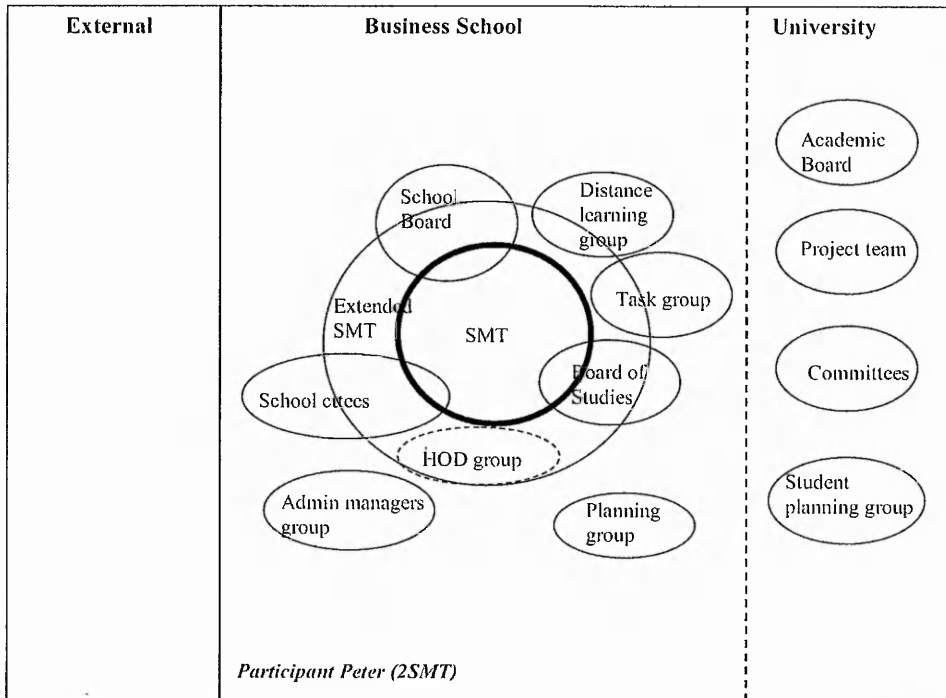 External
Business School
University
School
Board
Distance
learning
group
Academic
Board
Project team
Extended
SMT
SMT
Task group
School cttees
Board of
Studies
Committees
HOD group
Admin managers
group
Planning
group
Student
planning group
Participant Peter (2SMT)